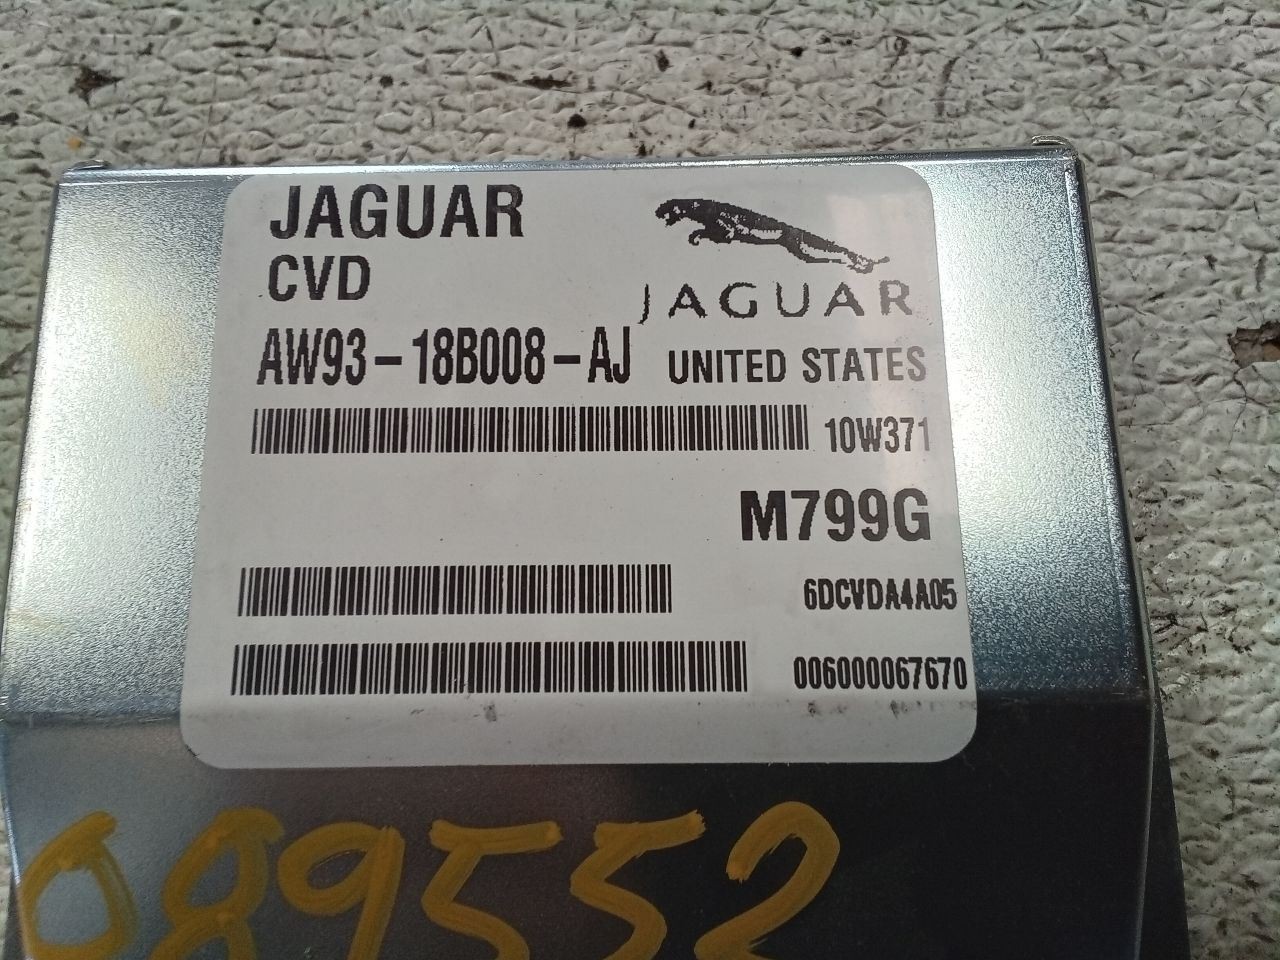 JAGUAR
CVD
JAGUAR
AW93-18B008-AJ
UNITED STATES
10W371
M799G
6DCVDA4A05
006000067670
089552